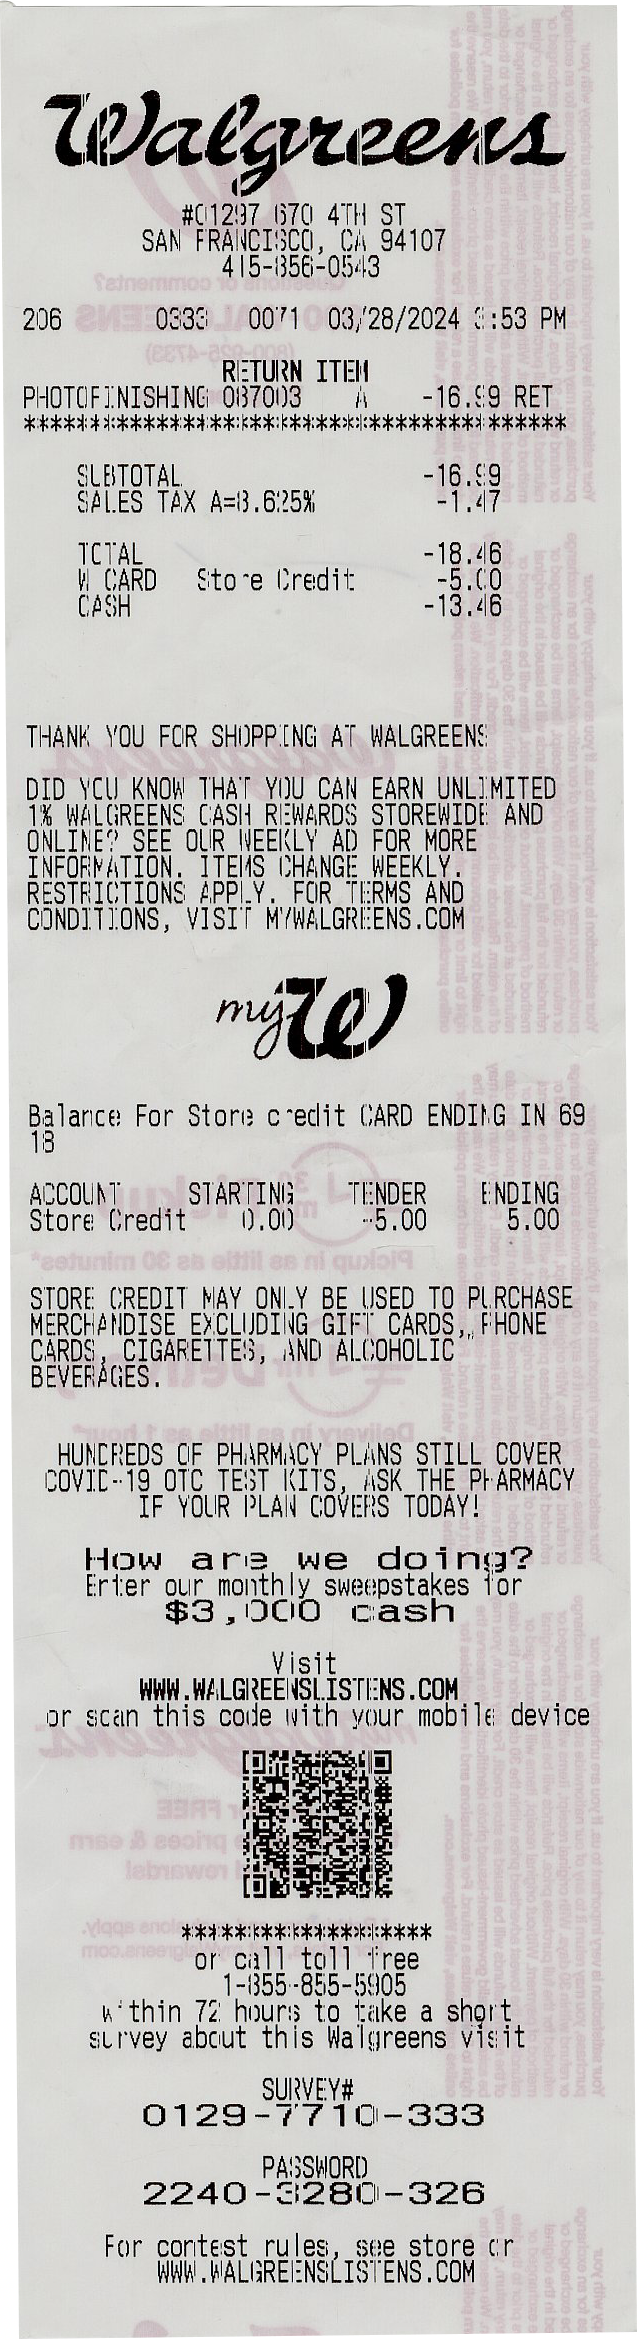 Walgreens
#01297 670 4TH ST
SAN FRANCISCO, CA 94107
415-856-0543
206 0333 0071 03/28/2024 3:53 PM
RETURN ITEM
PHOTOFINISHING 087003 A -16.99 RET
*****************************************
SUBTOTAL -16.99
SALES TAX A=8.625% -1.47
TOTAL -18.46
W CARD Store Credit -5.00
CASH -13.46
THANK YOU FOR SHOPPING AT WALGREENS
DID YOU KNOW THAT YOU CAN EARN UNLIMITED
1% WALGREENS CASH REWARDS STOREWIDE AND
ONLINE? SEE OUR WEEKLY AD FOR MORE
INFORMATION. ITEMS CHANGE WEEKLY.
RESTRICTIONS APPLY. FOR TERMS AND
CONDITIONS, VISIT MYWALGREENS.COM
myW
Balance For Store credit CARD ENDING IN 69
18
ACCOUNT STARTING TENDER ENDING
Store Credit 0.00 -5.00 5.00
STORE CREDIT MAY ONLY BE USED TO PURCHASE
MERCHANDISE EXCLUDING GIFT CARDS, PHONE
CARDS, CIGARETTES, AND ALCOHOLIC
BEVERAGES.
HUNDREDS OF PHARMACY PLANS STILL COVER
COVID-19 OTC TEST KITS, ASK THE PHARMACY
IF YOUR PLAN COVERS TODAY!
How are we doing?
Enter our monthly sweepstakes for
$3,000 cash
Visit
WWW.WALGREENSLISTENS.COM
or scan this code with your mobile device
*******************
or call toll free
1-855-855-5905
within 72 hours to take a short
survey about this Walgreens visit
SURVEY#
0129-7710-333
PASSWORD
2240-3280-326
For contest rules, see store or
WWW.WALGREENSLISTENS.COM